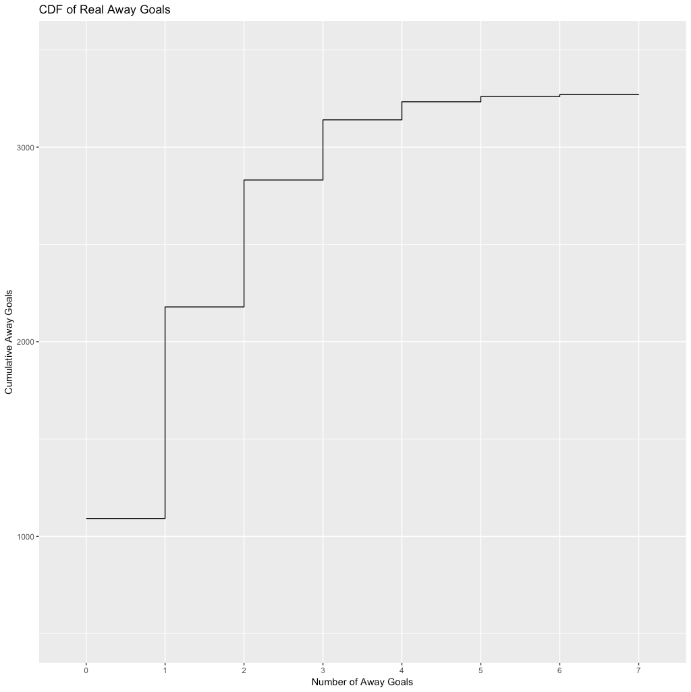 CDF of Real Away Goals
3000
2000
1000
Cumulative Away Goals
0 1 2 3 4 5 6 7
Number of Away Goals